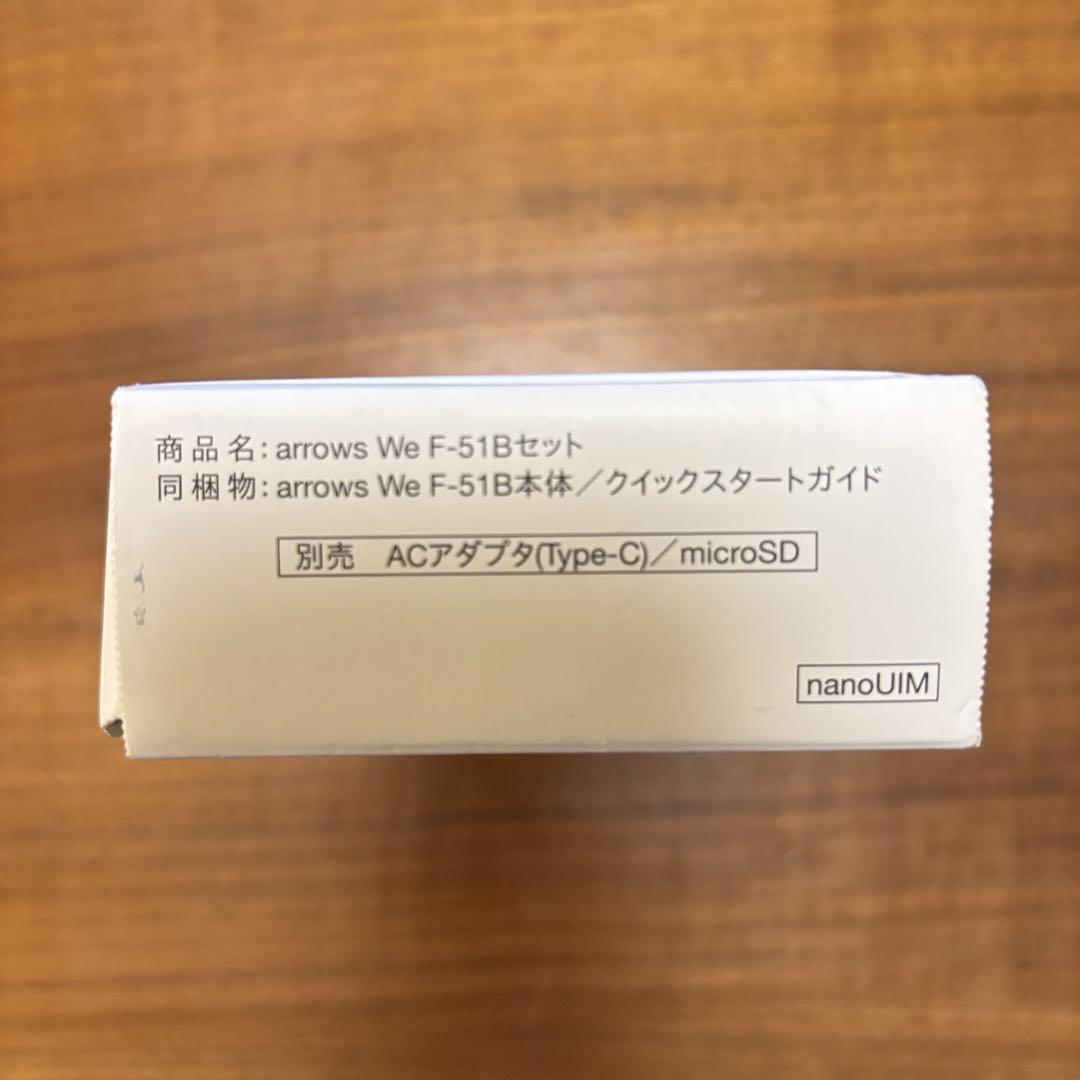 商品名：arrows We F-51Bセット
同梱物：arrows We F-51B本体／クイックスタートガイド
別売　ACアダプタ(Type-C)／microSD
nanoUIM